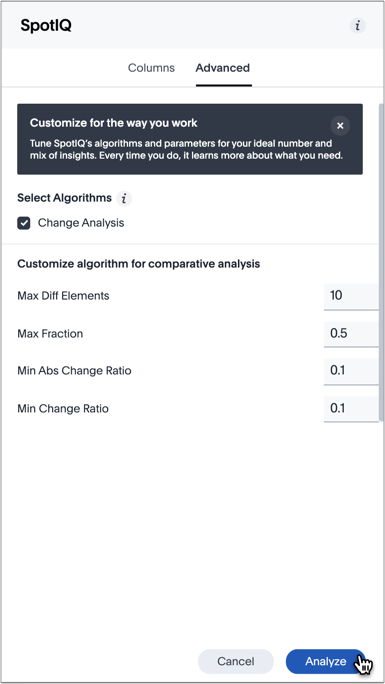 SpotIQ
i
Columns Advanced
Customize for the way you work
Tune SpotIQ's algorithms and parameters for your ideal number and
mix of insights. Every time you do, it learns more about what you need.
Select Algorithms i
Change Analysis
Customize algorithm for comparative analysis
Max Diff Elements 10
Max Fraction 0.5
Min Abs Change Ratio 0.1
Min Change Ratio 0.1
Cancel Analyze